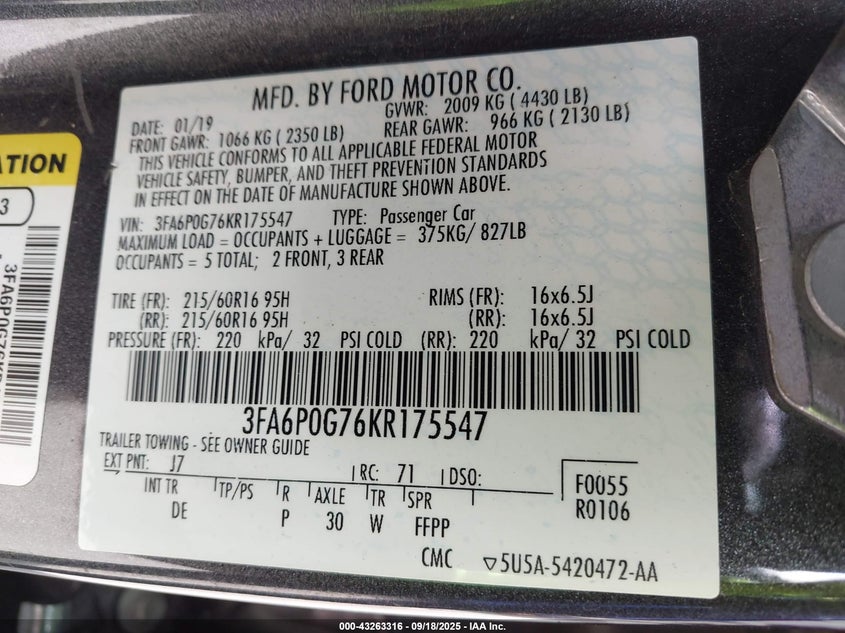 MFD. BY FORD MOTOR CO.
DATE: 01/19 GVWR: 2009 KG ( 4430 LB)
FRONT GAWR: 1066 KG ( 2350 LB) REAR GAWR: 966 KG ( 2130 LB)
THIS VEHICLE CONFORMS TO ALL APPLICABLE FEDERAL MOTOR
VEHICLE SAFETY, BUMPER, AND THEFT PREVENTION STANDARDS
IN EFFECT ON THE DATE OF MANUFACTURE SHOWN ABOVE.
VIN: 3FA6P0G76KR175547 TYPE: Passenger Car
MAXIMUM LOAD = OCCUPANTS + LUGGAGE = 375KG/ 827LB
OCCUPANTS = 5 TOTAL; 2 FRONT, 3 REAR
TIRE (FR): 215/60R16 95H RIMS (FR): 16x6.5J
(RR): 215/60R16 95H (RR): 16x6.5J
PRESSURE (FR): 220 kPa/ 32 PSI COLD (RR): 220 kPa/ 32 PSI COLD
3FA6P0G76KR175547
TRAILER TOWING - SEE OWNER GUIDE
EXT PNT: J7 RC: 71 DSO:
INT TR TP/PS R AXLE TR SPR
DE P 30 W FFPP
F0055
R0106
CMC 5U5A-5420472-AA
ATION
3
3FA6P0G76K
000-43263316 — 09/18/2025 — IAA Inc.